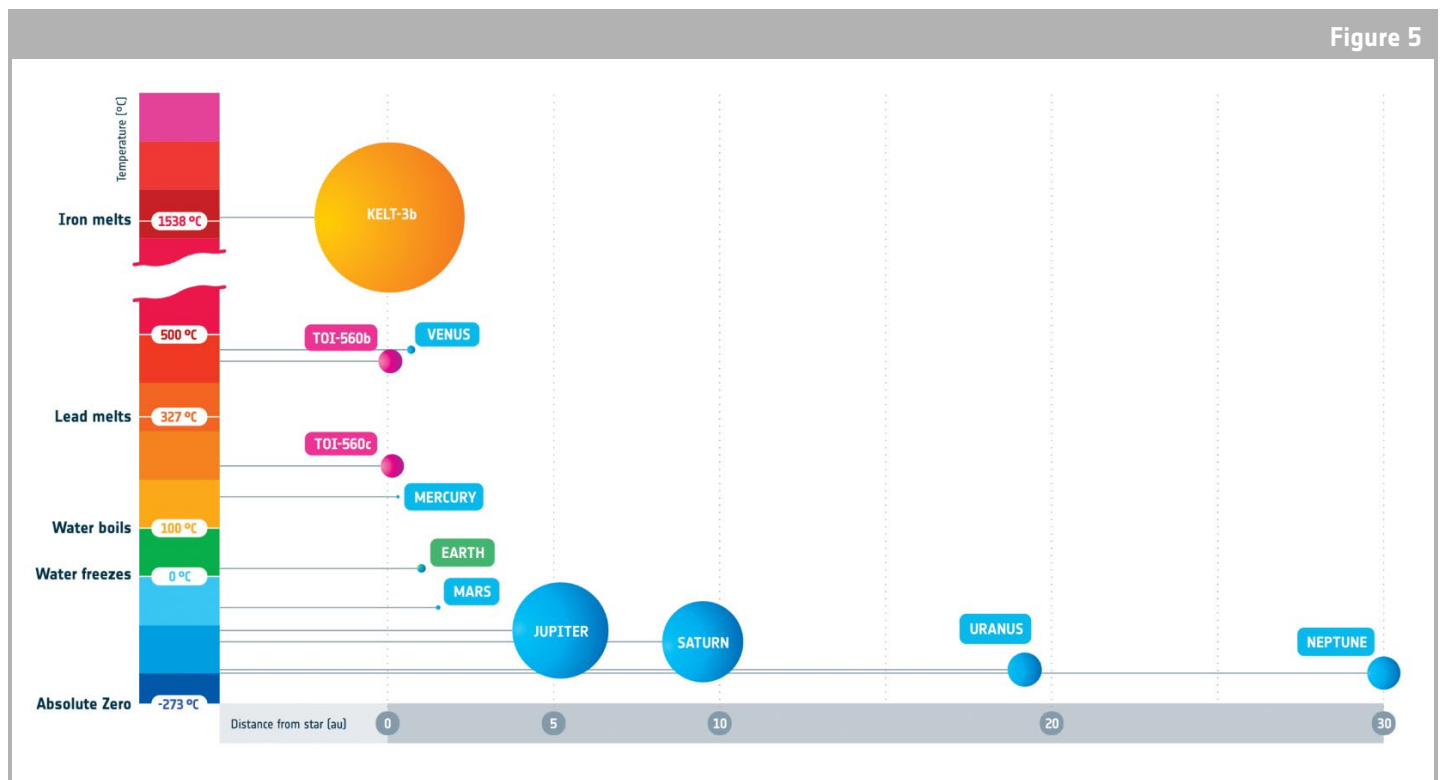 Figure 5
Temperature (°C)
Iron melts
1538 °C
KELT-3b
500 °C
TOI-560b
VENUS
Lead melts
327 °C
TOI-560c
MERCURY
Water boils
100 °C
EARTH
Water freezes
0 °C
MARS
JUPITER
SATURN
URANUS
NEPTUNE
Absolute Zero
-273 °C
Distance from star (au)
0
5
10
20
30